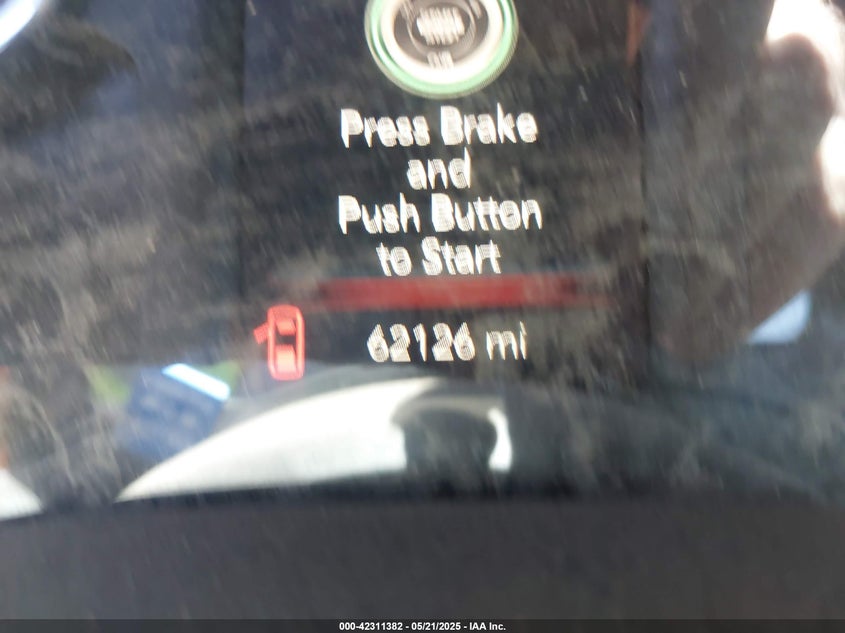 Press Brake
and
Push Button
to Start
62126 mi
000-42311382 - 05/21/2025 - IAA Inc.